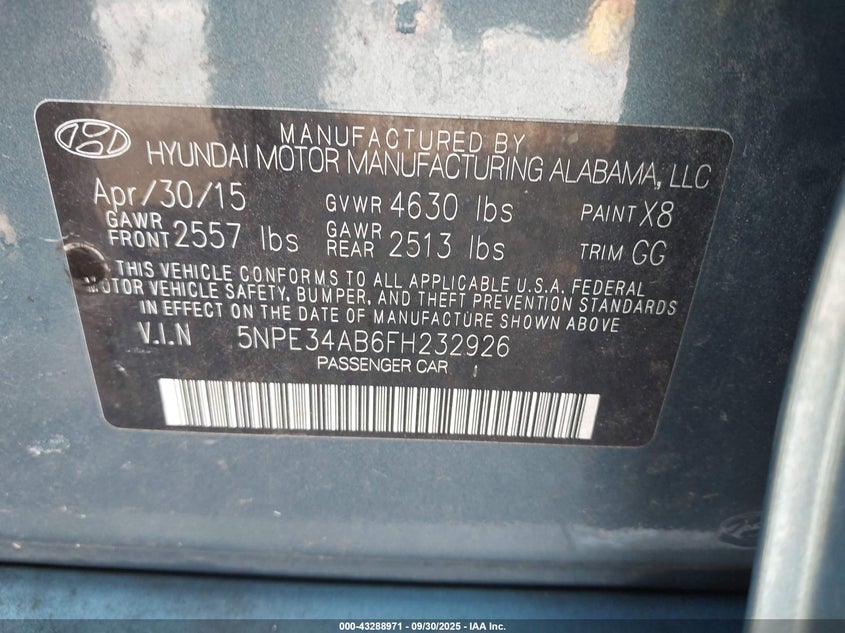 MANUFACTURED BY
HYUNDAI MOTOR MANUFACTURING ALABAMA, LLC
Apr/30/15 GVWR 4630 lbs PAINT X8
GAWR FRONT 2557 lbs GAWR REAR 2513 lbs TRIM GG
THIS VEHICLE CONFORMS TO ALL APPLICABLE U.S.A. FEDERAL
MOTOR VEHICLE SAFETY, BUMPER, AND THEFT PREVENTION STANDARDS
IN EFFECT ON THE DATE OF MANUFACTURE SHOWN ABOVE
V.I.N 5NPE34AB6FH232926
PASSENGER CAR
000-43288971 - 09/30/2025 - IAA Inc.